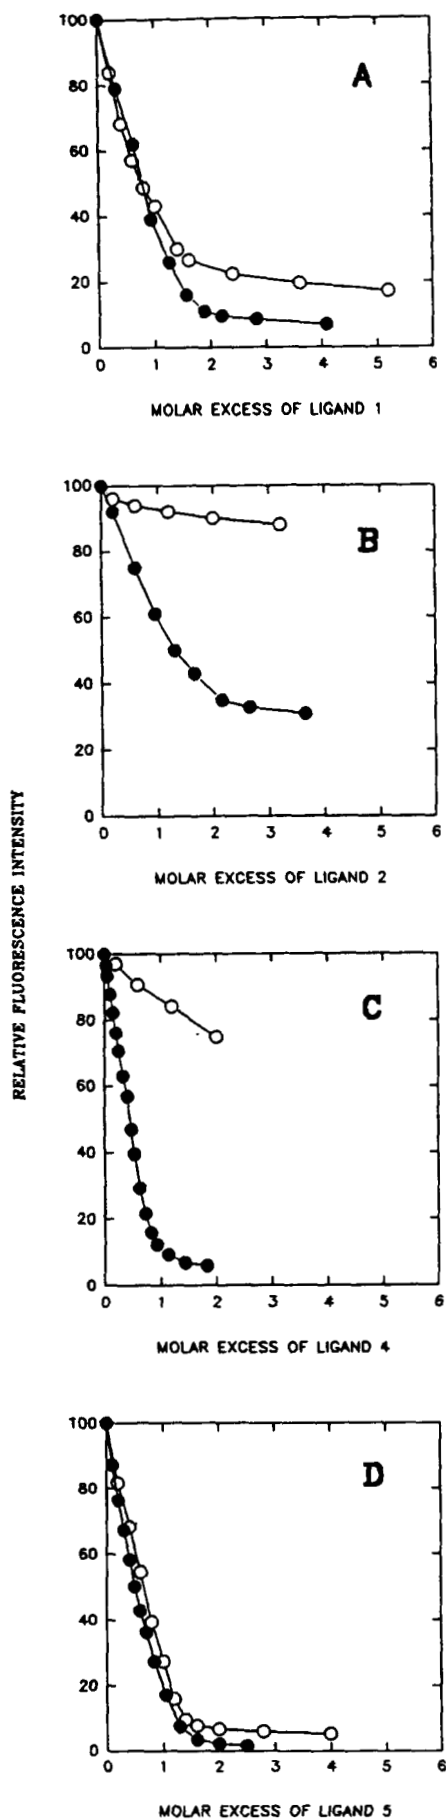 RELATIVE FLUORESCENCE INTENSITY
A
100
80
60
40
20
0
0 1 2 3 4 5 6
MOLAR EXCESS OF LIGAND 1
B
100
80
60
40
20
0
0 1 2 3 4 5 6
MOLAR EXCESS OF LIGAND 2
C
100
80
60
40
20
0
0 1 2 3 4 5 6
MOLAR EXCESS OF LIGAND 4
D
100
80
60
40
20
0
0 1 2 3 4 5 6
MOLAR EXCESS OF LIGAND 5